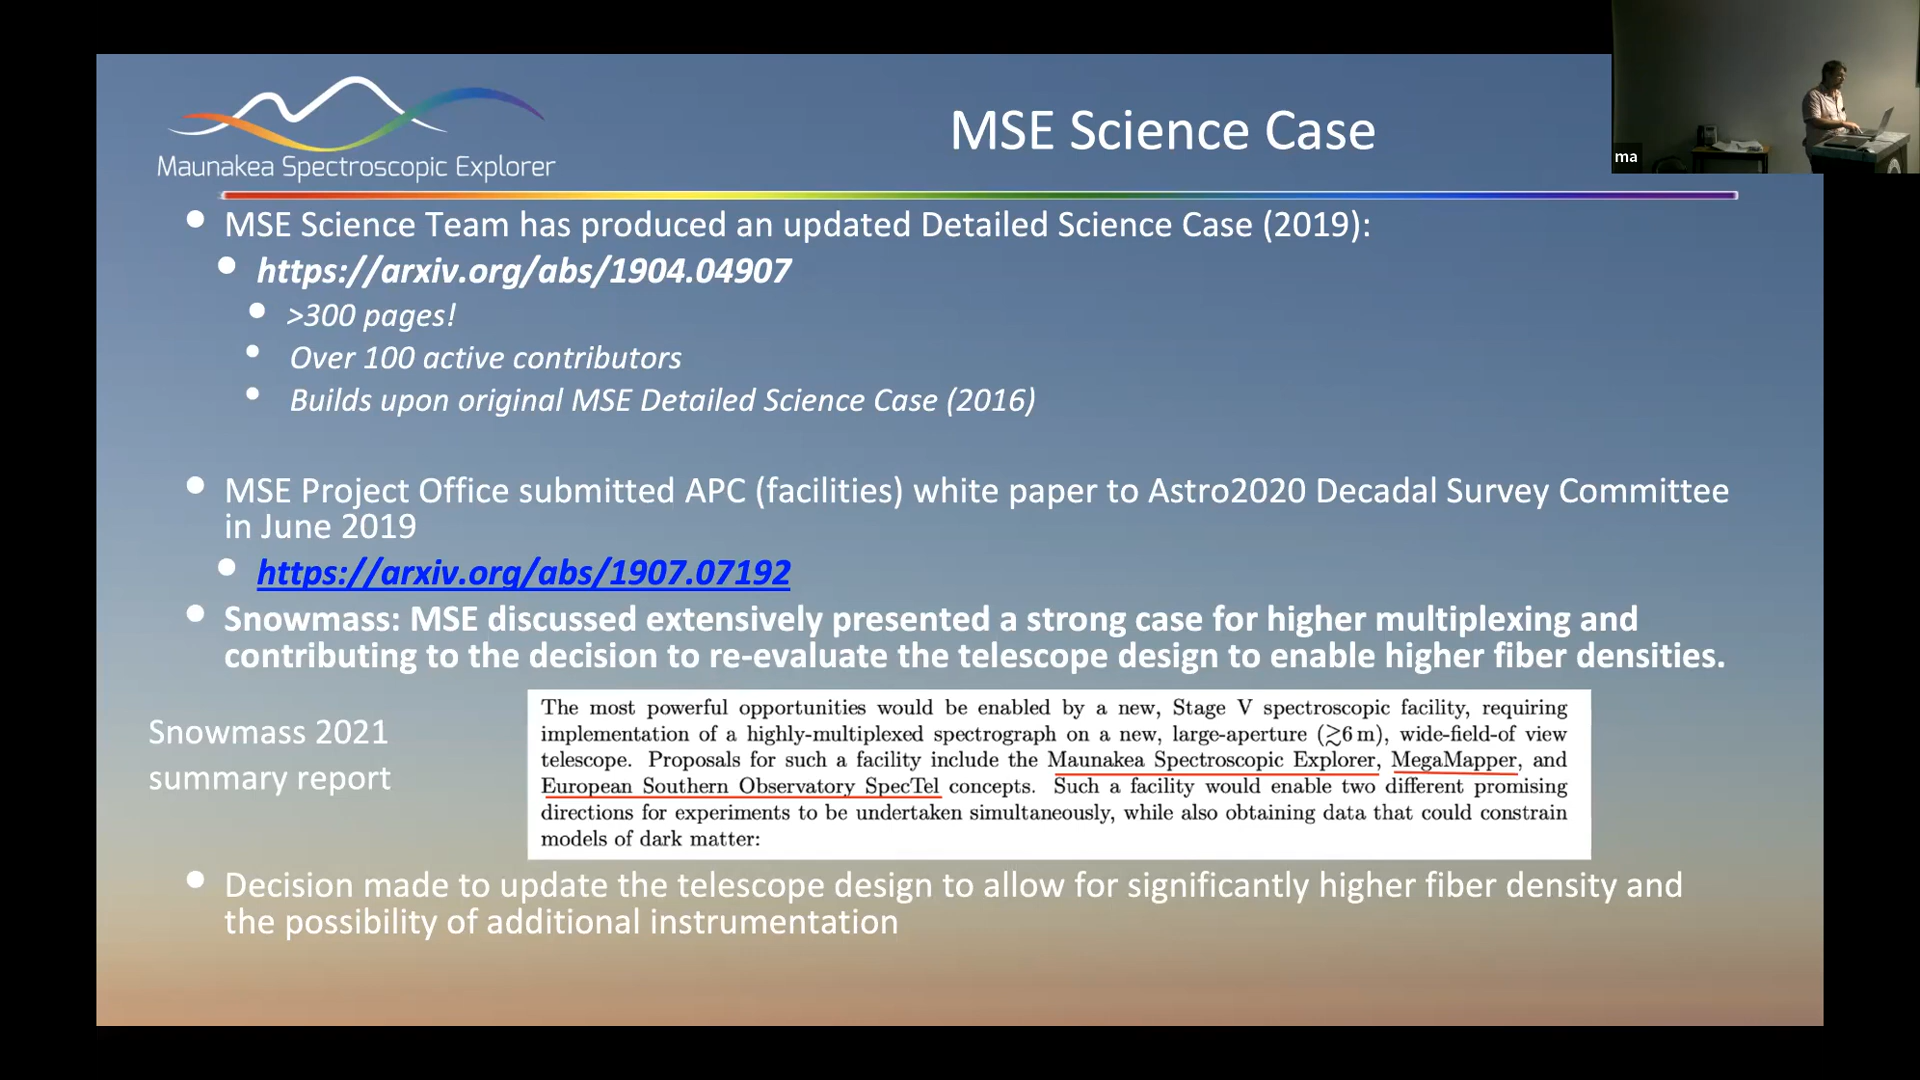 Maunakea Spectroscopic Explorer
MSE Science Case
ma
• MSE Science Team has produced an updated Detailed Science Case (2019):
• https://arxiv.org/abs/1904.04907
• >300 pages!
• Over 100 active contributors
• Builds upon original MSE Detailed Science Case (2016)
• MSE Project Office submitted APC (facilities) white paper to Astro2020 Decadal Survey Committee
in June 2019
• https://arxiv.org/abs/1907.07192
• Snowmass: MSE discussed extensively presented a strong case for higher multiplexing and
contributing to the decision to re-evaluate the telescope design to enable higher fiber densities.
Snowmass 2021
summary report
The most powerful opportunities would be enabled by a new, Stage V spectroscopic facility, requiring
implementation of a highly-multiplexed spectrograph on a new, large-aperture (≳6 m), wide-field-of view
telescope. Proposals for such a facility include the Maunakea Spectroscopic Explorer, MegaMapper, and
European Southern Observatory SpecTel concepts. Such a facility would enable two different promising
directions for experiments to be undertaken simultaneously, while also obtaining data that could constrain
models of dark matter:
• Decision made to update the telescope design to allow for significantly higher fiber density and
the possibility of additional instrumentation